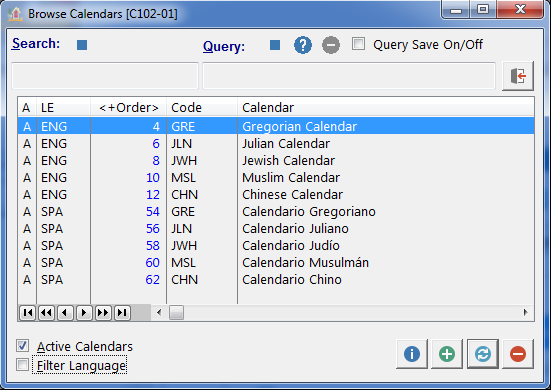 Browse Calendars [C102-01]
Search: Query: ? Query Save On/Off
A LE <+Order> Code Calendar
A ENG 4 GRE Gregorian Calendar
A ENG 6 JLN Julian Calendar
A ENG 8 JWH Jewish Calendar
A ENG 10 MSL Muslim Calendar
A ENG 12 CHN Chinese Calendar
A SPA 54 GRE Calendario Gregoriano
A SPA 56 JLN Calendario Juliano
A SPA 58 JWH Calendario Judío
A SPA 60 MSL Calendario Musulmán
A SPA 62 CHN Calendario Chino
Active Calendars
Filter Language